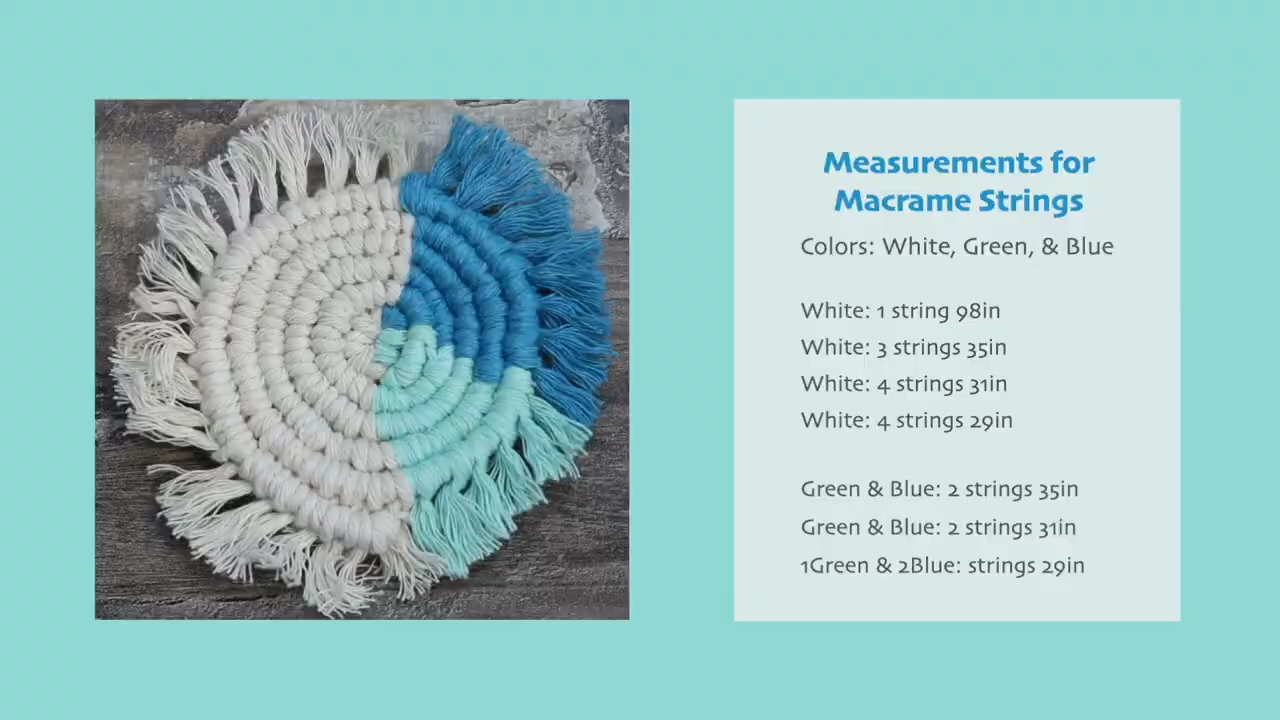 Measurements for
Macrame Strings
Colors: White, Green, & Blue
White: 1 string 98in
White: 3 strings 35in
White: 4 strings 31in
White: 4 strings 29in
Green & Blue: 2 strings 35in
Green & Blue: 2 strings 31in
1Green & 2Blue: strings 29in